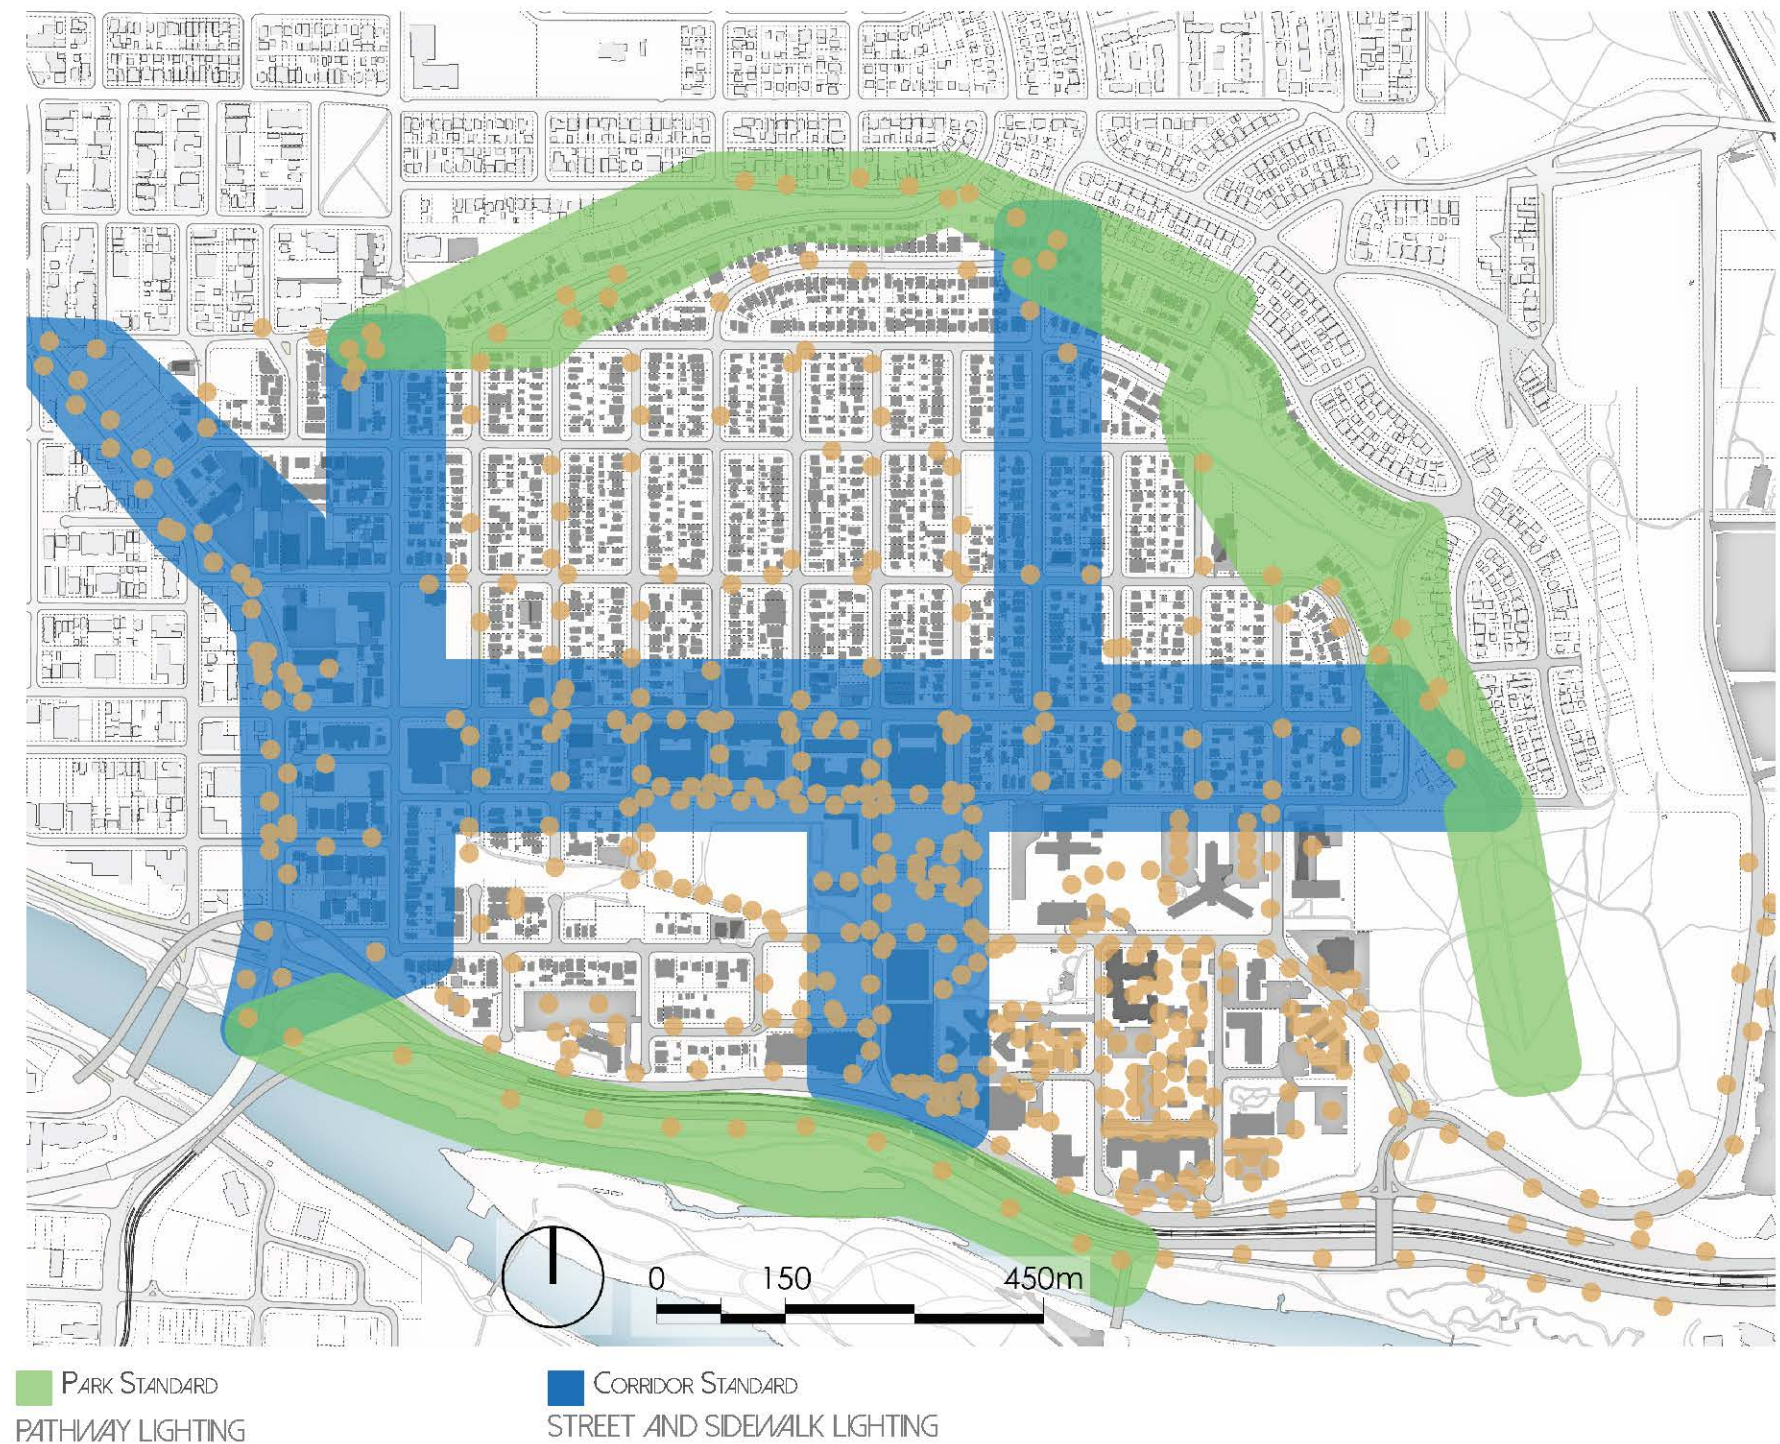 0 150 450m
PARK STANDARD
PATHWAY LIGHTING
CORRIDOR STANDARD
STREET AND SIDEWALK LIGHTING